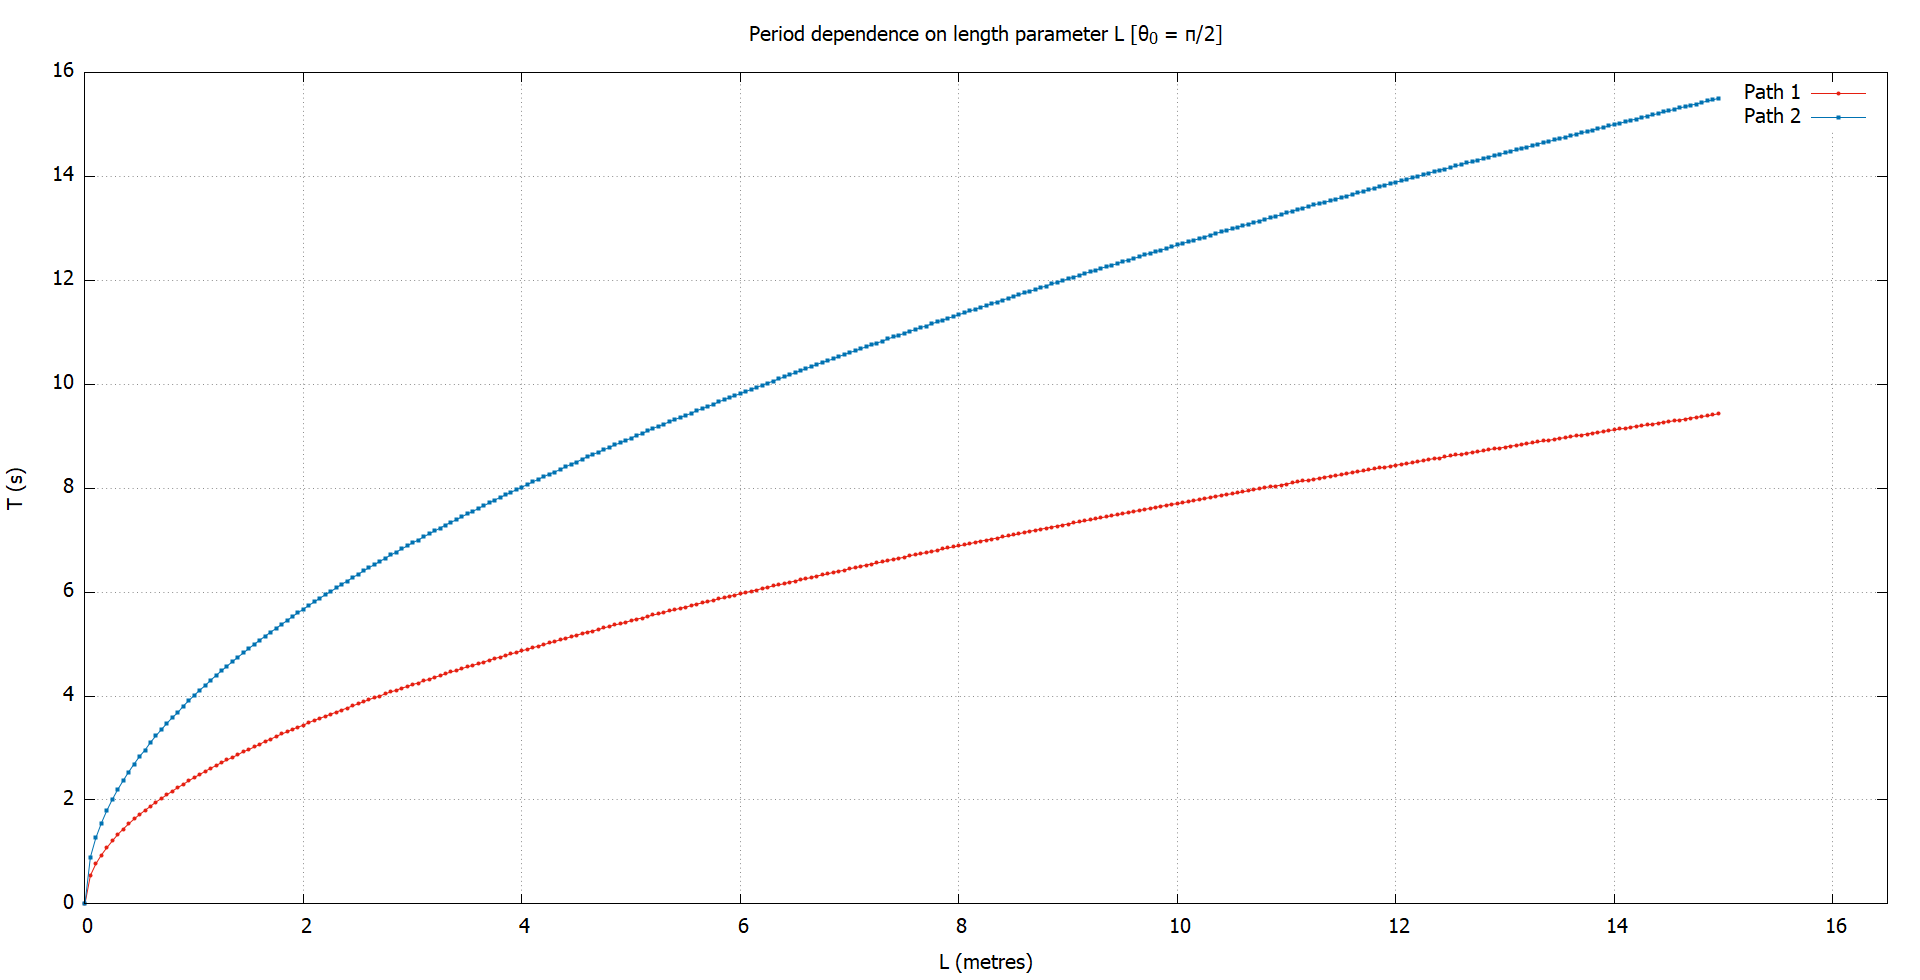 Period dependence on length parameter L [θ₀ = π/2]
16
14
12
10
8
6
4
2
0
T (s)
Path 1
Path 2
0 2 4 6 8 10 12 14 16
L (metres)